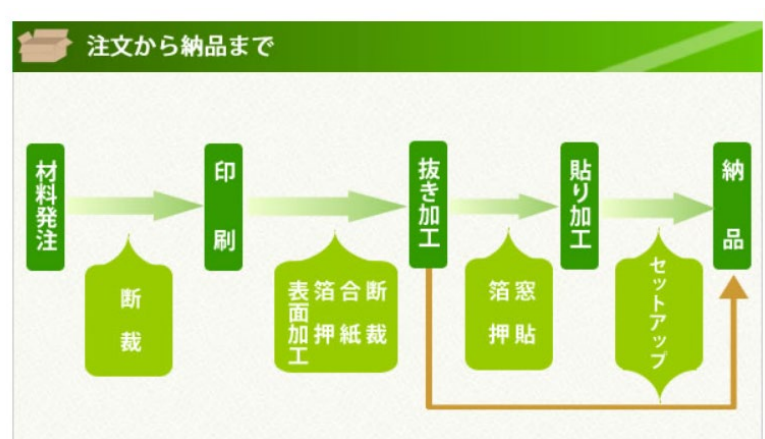 注文から納品まで
材料発注
印刷
抜き加工
貼り加工
納品
断裁
断裁
合紙
箔押
表面加工
窓貼
箔押
セットアップ